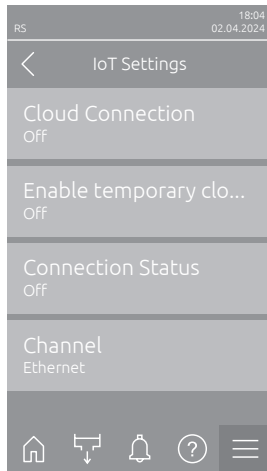 18:04
RS 02.04.2024
IoT Settings
Cloud Connection
Off
Enable temporary clo...
Off
Connection Status
Off
Channel
Ethernet